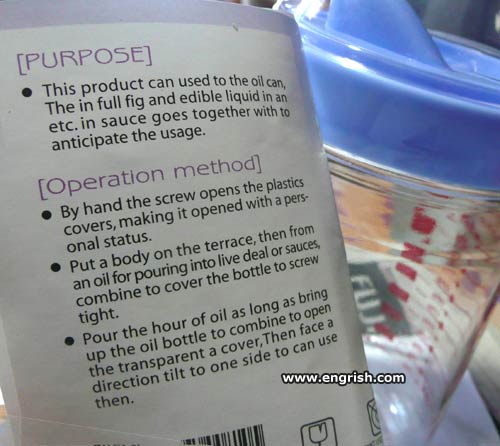 [PURPOSE]
● This product can used to the oil can,
The in full fig and edible liquid in an
etc. in sauce goes together with to
anticipate the usage.
[Operation method]
● By hand the screw opens the plastics
covers, making it opened with a pers-
onal status.
● Put a body on the terrace, then from
an oil for pouring into live deal or sauces,
combine to cover the bottle to screw
tight.
● Pour the hour of oil as long as bring
up the oil bottle to combine to open
the transparent a cover,Then face a
direction tilt to one side to can use
then.
www.engrish.com